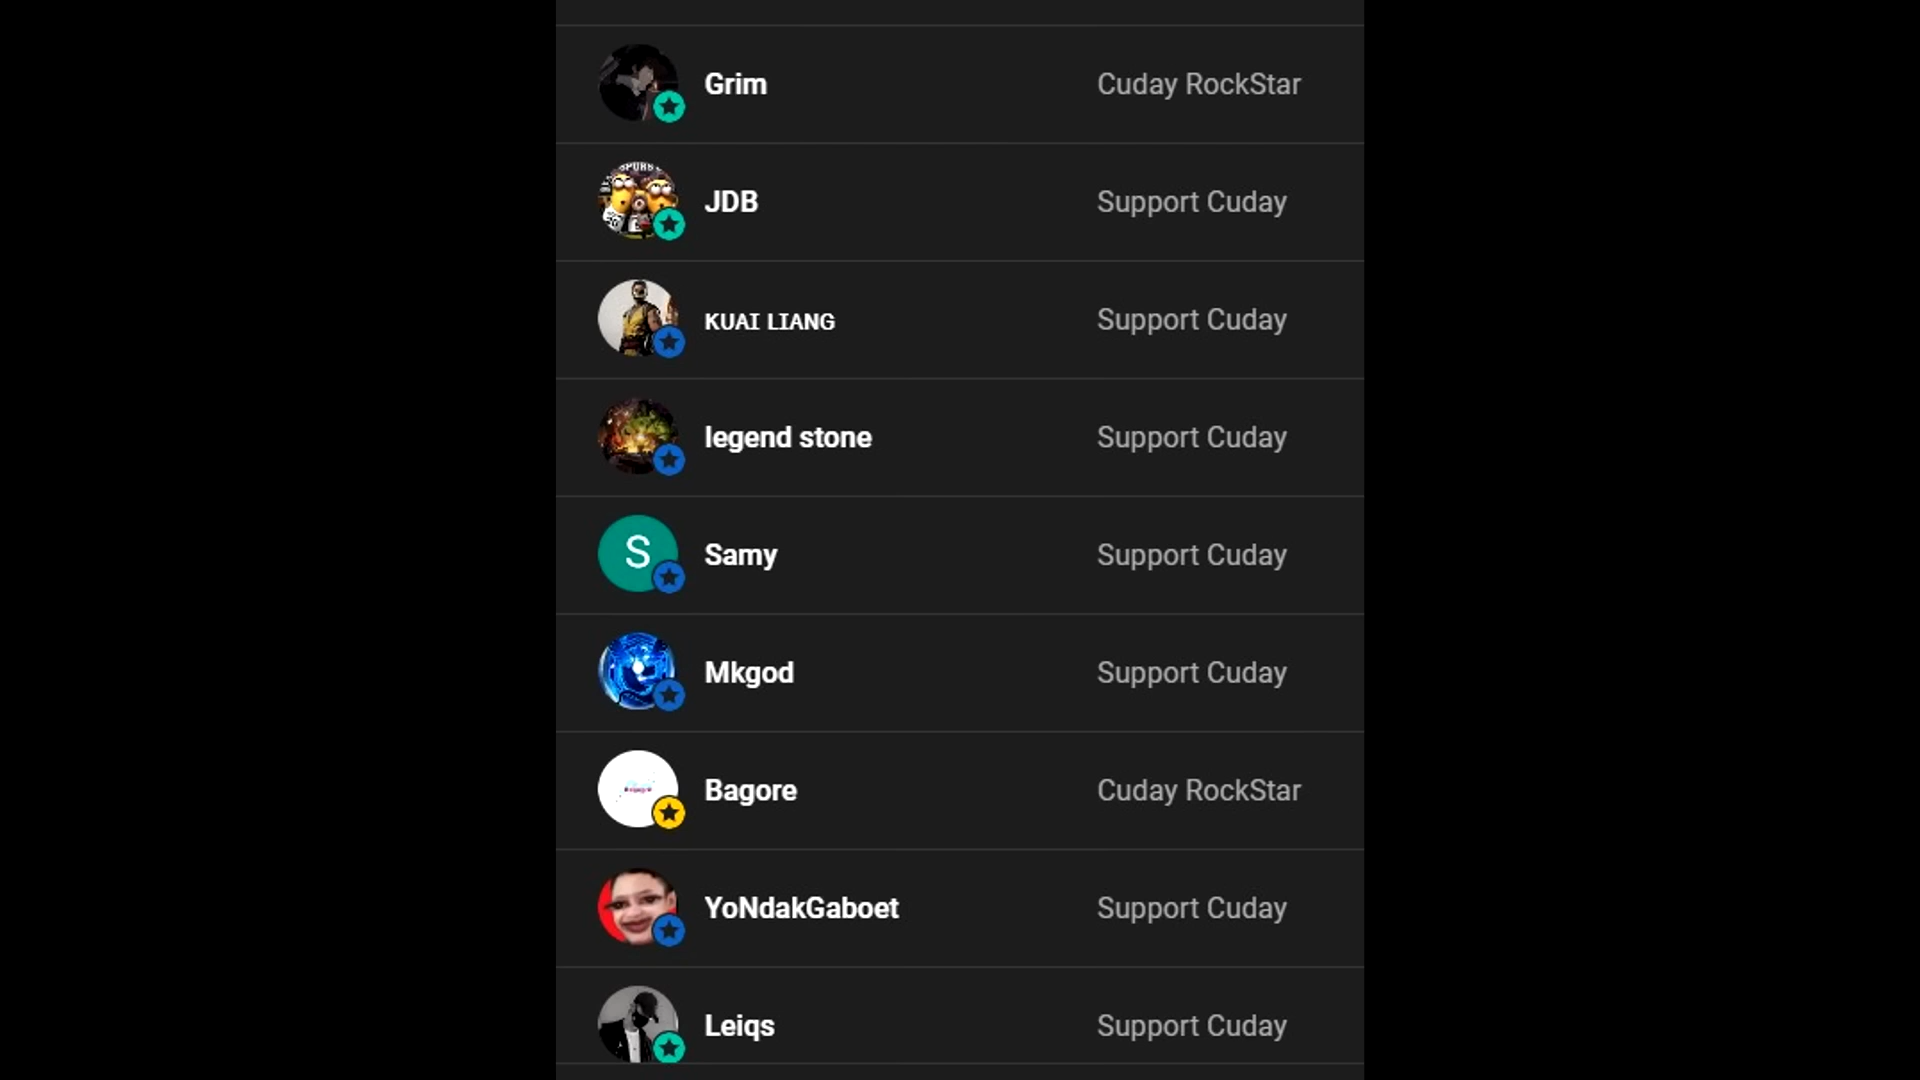 Grim Cuday RockStar
JDB Support Cuday
KUAI LIANG Support Cuday
legend stone Support Cuday
S
Samy Support Cuday
Mkgod Support Cuday
Bagore Cuday RockStar
YoNdakGaboet Support Cuday
Leiqs Support Cuday